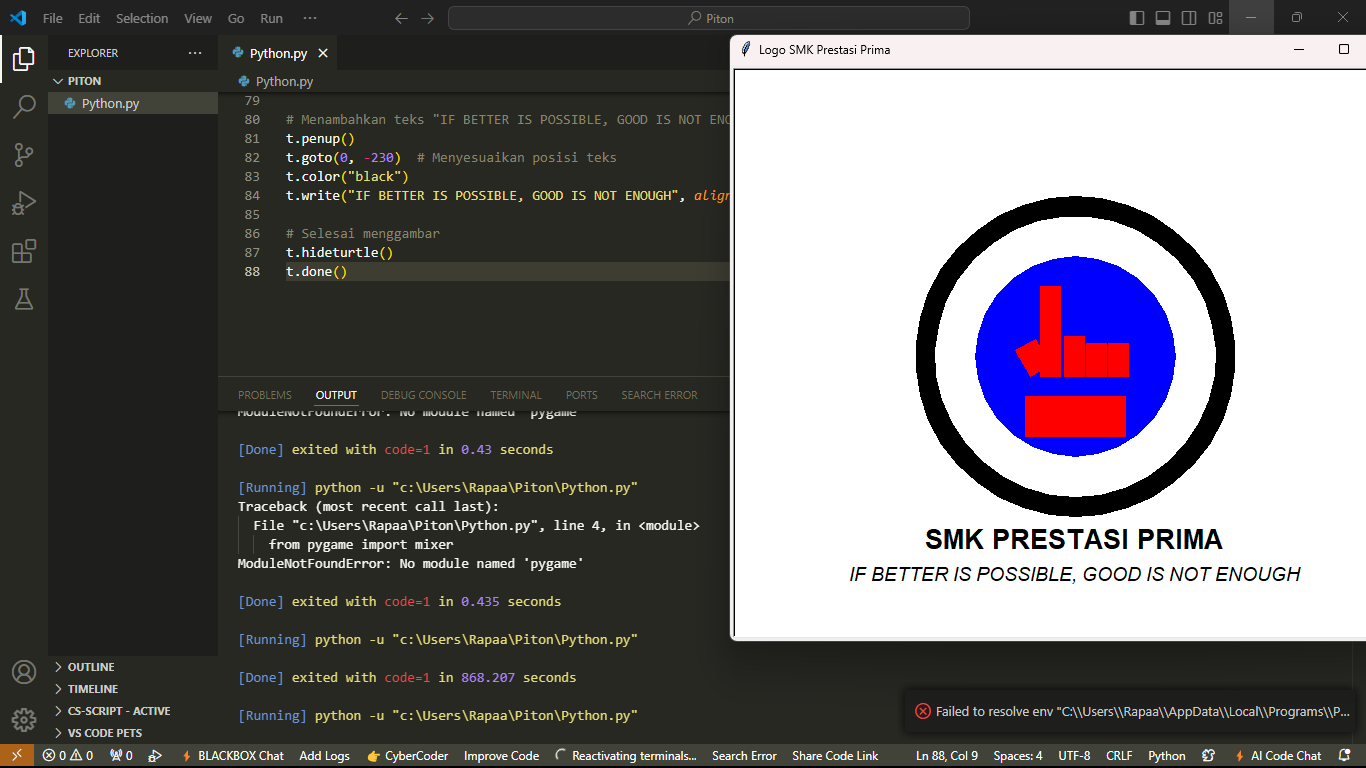 File Edit Selection View Go Run ···
Piton
EXPLORER ···
PITON
Python.py
OUTLINE
TIMELINE
CS-SCRIPT - ACTIVE
VS CODE PETS
Python.py
Python.py
79
80 # Menambahkan teks "IF BETTER IS POSSIBLE, GOOD IS NOT
81 t.penup()
82 t.goto(0, -230) # Menyesuaikan posisi teks
83 t.color("black")
84 t.write("IF BETTER IS POSSIBLE, GOOD IS NOT ENOUGH", align
85
86 # Selesai menggambar
87 t.hideturtle()
88 t.done()
PROBLEMS OUTPUT DEBUG CONSOLE TERMINAL PORTS SEARCH ERROR
ModuleNotFoundError: No module named 'pygame'
[Done] exited with code=1 in 0.43 seconds
[Running] python -u "c:\Users\Rapaa\Piton\Python.py"
Traceback (most recent call last):
File "c:\Users\Rapaa\Piton\Python.py", line 4, in <module>
from pygame import mixer
ModuleNotFoundError: No module named 'pygame'
[Done] exited with code=1 in 0.435 seconds
[Running] python -u "c:\Users\Rapaa\Piton\Python.py"
[Done] exited with code=1 in 868.207 seconds
[Running] python -u "c:\Users\Rapaa\Piton\Python.py"
Logo SMK Prestasi Prima
SMK PRESTASI PRIMA
IF BETTER IS POSSIBLE, GOOD IS NOT ENOUGH
Failed to resolve env "C:\\Users\\Rapaa\\AppData\\Local\\Programs\\P...
0 0 0 BLACKBOX Chat Add Logs CyberCoder Improve Code Reactivating terminals... Search Error Share Code Link Ln 88, Col 9 Spaces: 4 UTF-8 CRLF Python AI Code Chat